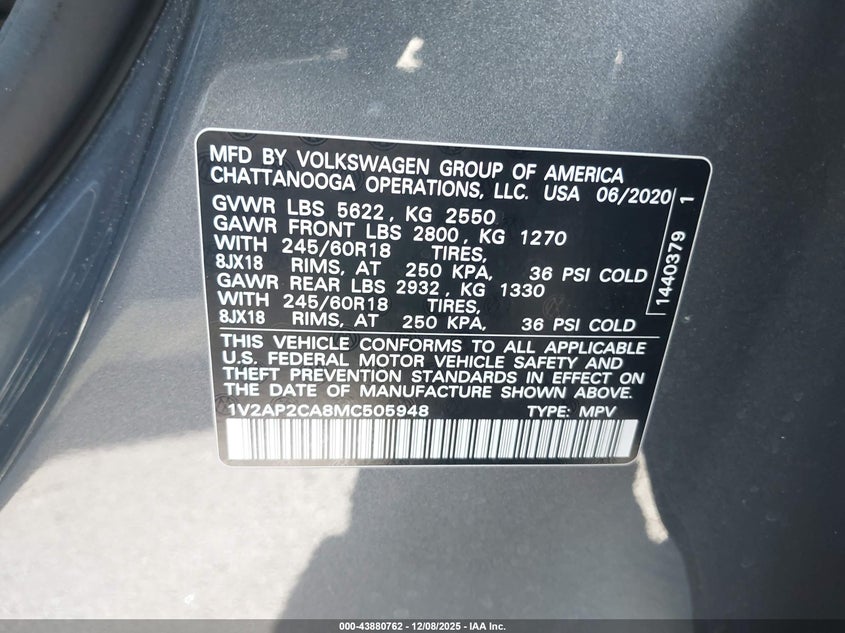 MFD BY VOLKSWAGEN GROUP OF AMERICA
CHATTANOOGA OPERATIONS, LLC. USA 06/2020
GVWR LBS 5622, KG 2550
GAWR FRONT LBS 2800, KG 1270
WITH 245/60R18 TIRES,
8JX18 RIMS, AT 250 KPA, 36 PSI COLD
GAWR REAR LBS 2932, KG 1330
WITH 245/60R18 TIRES,
8JX18 RIMS, AT 250 KPA, 36 PSI COLD
1440379 1
THIS VEHICLE CONFORMS TO ALL APPLICABLE
U.S. FEDERAL MOTOR VEHICLE SAFETY AND
THEFT PREVENTION STANDARDS IN EFFECT ON
THE DATE OF MANUFACTURE SHOWN ABOVE.
1V2AP2CA8MC505948 TYPE: MPV
000-43880762 - 12/08/2025 - IAA Inc.